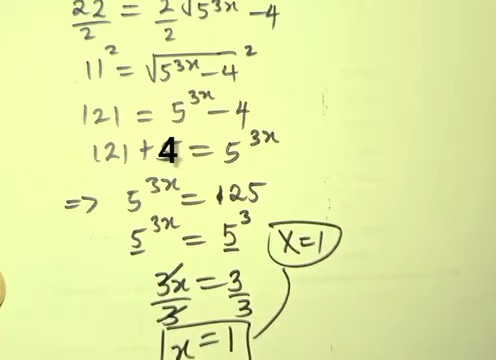 22/2 = 2/2 √5^3x - 4
11^2 = √5^3x - 4^2
121 = 5^3x - 4
121 + 4 = 5^3x
=> 5^3x = 125
5^3x = 5^3
X = 1
3x/3 = 3/3
x = 1